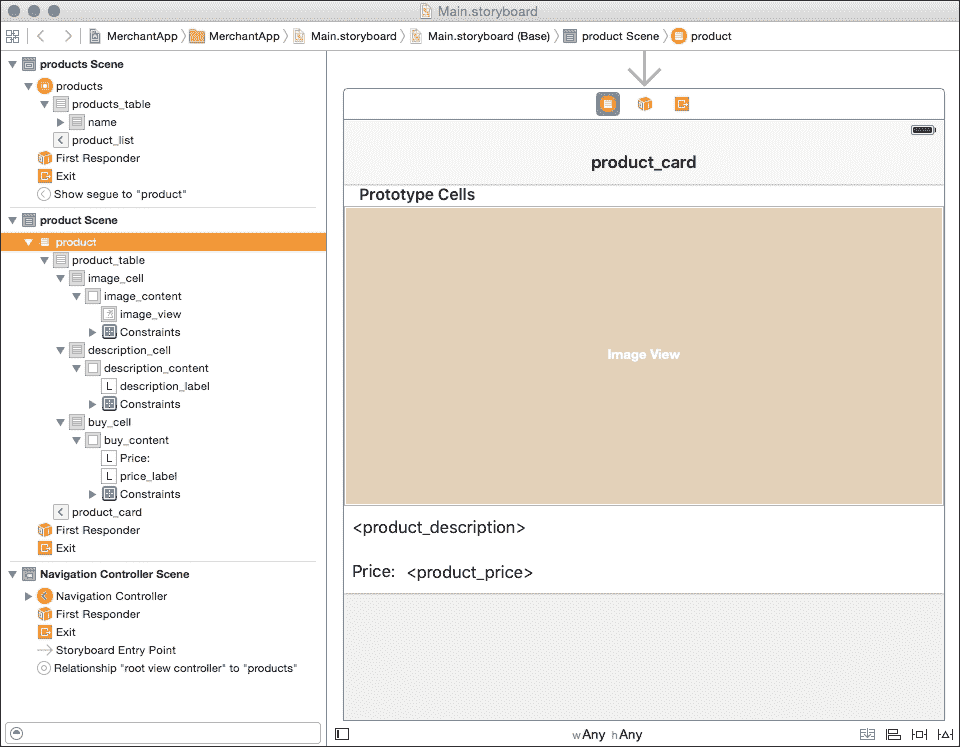 Main.storyboard
MerchantApp MerchantApp Main.storyboard Main.storyboard (Base) product Scene product
products Scene
products
products_table
name
product_list
First Responder
Exit
Show segue to "product"
product Scene
product
product_table
image_cell
image_content
image_view
Constraints
description_cell
description_content
L description_label
Constraints
buy_cell
buy_content
L Price:
L price_label
Constraints
product_card
First Responder
Exit
Navigation Controller Scene
Navigation Controller
First Responder
Exit
Storyboard Entry Point
Relationship "root view controller" to "products"
product_card
Prototype Cells
Image View
<product_description>
Price: <product_price>
wAny hAny